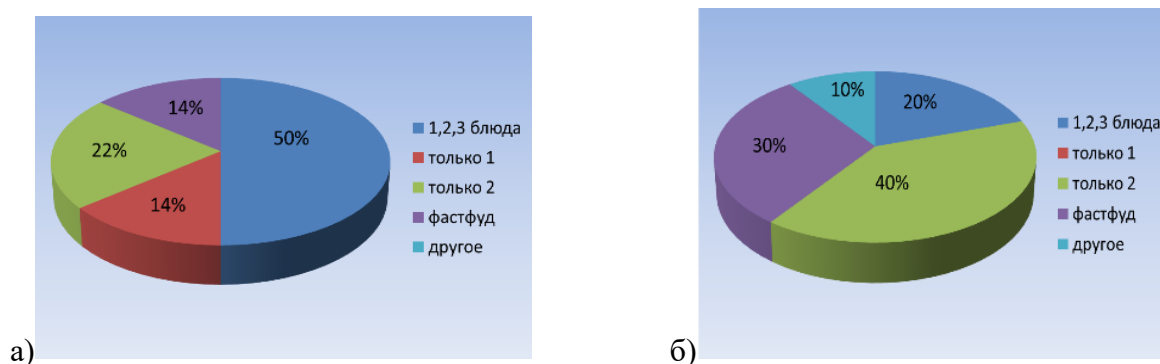 14%
50%
22%
14%
1,2,3 блюда
только 1
только 2
фастфуд
другое
а)
10%
20%
30%
40%
1,2,3 блюда
только 1
только 2
фастфуд
другое
б)